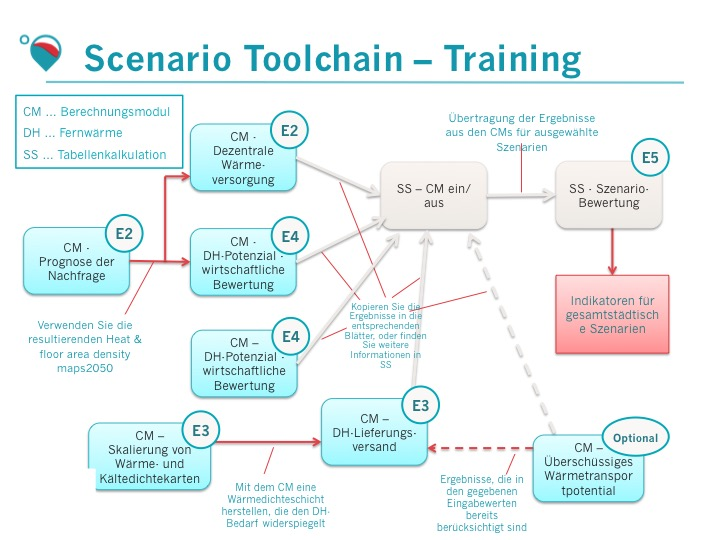 Scenario Toolchain – Training
CM ... Berechnungsmodul
DH ... Fernwärme
SS ... Tabellenkalkulation
CM -
Dezentrale
Wärme-
versorgung
E2
Übertragung der Ergebnisse
aus den CMs für ausgewählte
Szenarien
SS – CM ein/
aus
SS - Szenario-
Bewertung
E5
CM -
Prognose der
Nachfrage
E2
CM -
DH-Potenzial -
wirtschaftliche
Bewertung
E4
Verwenden Sie die
resultierenden Heat &
floor area density
maps2050
CM –
DH-Potenzial -
wirtschaftliche
Bewertung
E4
Kopieren Sie die
Ergebnisse in die
entsprechenden
Blätter, oder finden
Sie weitere
Informationen in
SS
Indikatoren für
gesamtstädtisch
e Szenarien
CM –
Skalierung von
Wärme- und
Kältedichtekarten
E3
CM –
DH-Lieferungs-
versand
E3
CM –
Überschüssiges
Wärmetranspor
tpotential
Optional
Mit dem CM eine
Wärmedichteschicht
herstellen, die den DH-
Bedarf widerspiegelt
Ergebnisse, die in
den gegebenen
Eingabewerten
bereits
berücksichtigt sind